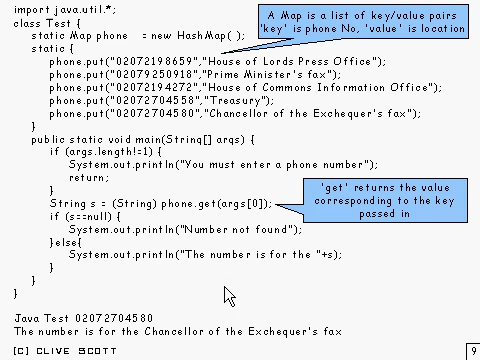 import java.util.*;
class Test {
static Map phone = new HashMap( );
static {
phone.put("02072198659","House of Lords Press Office");
phone.put("02079250918","Prime Minister's fax");
phone.put("02072194272","House of Commons Information Office");
phone.put("02072704558","Treasury");
phone.put("02072704580","Chancellor of the Exchequer's fax");
}
public static void main(String[] args) {
if (args.length!=1) {
System.out.println("You must enter a phone number");
return;
}
String s = (String) phone.get(args[0]);
if (s==null) {
System.out.println("Number not found");
}else{
System.out.println("The number is for the "+s);
}
}
}
A Map is a list of key/value pairs
'key' is phone No, 'value' is location
'get' returns the value
corresponding to the key
passed in
Java Test 02072704580
The number is for the Chancellor of the Exchequer's fax
[C] CLIVE SCOTT
9